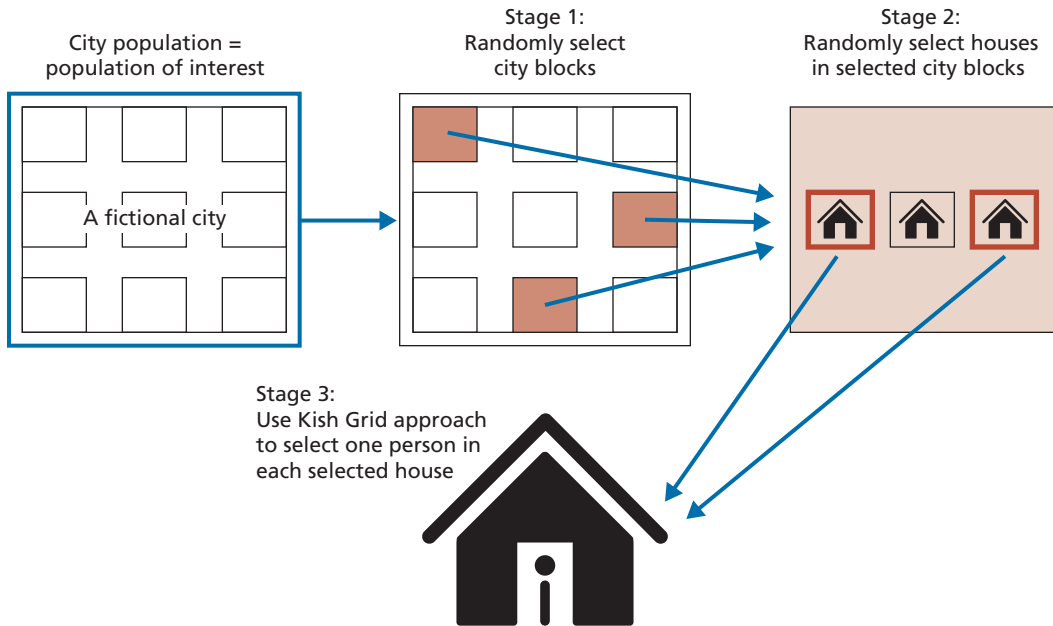 City population =
population of interest
Stage 1:
Randomly select
city blocks
Stage 2:
Randomly select houses
in selected city blocks
A fictional city
Stage 3:
Use Kish Grid approach
to select one person in
each selected house